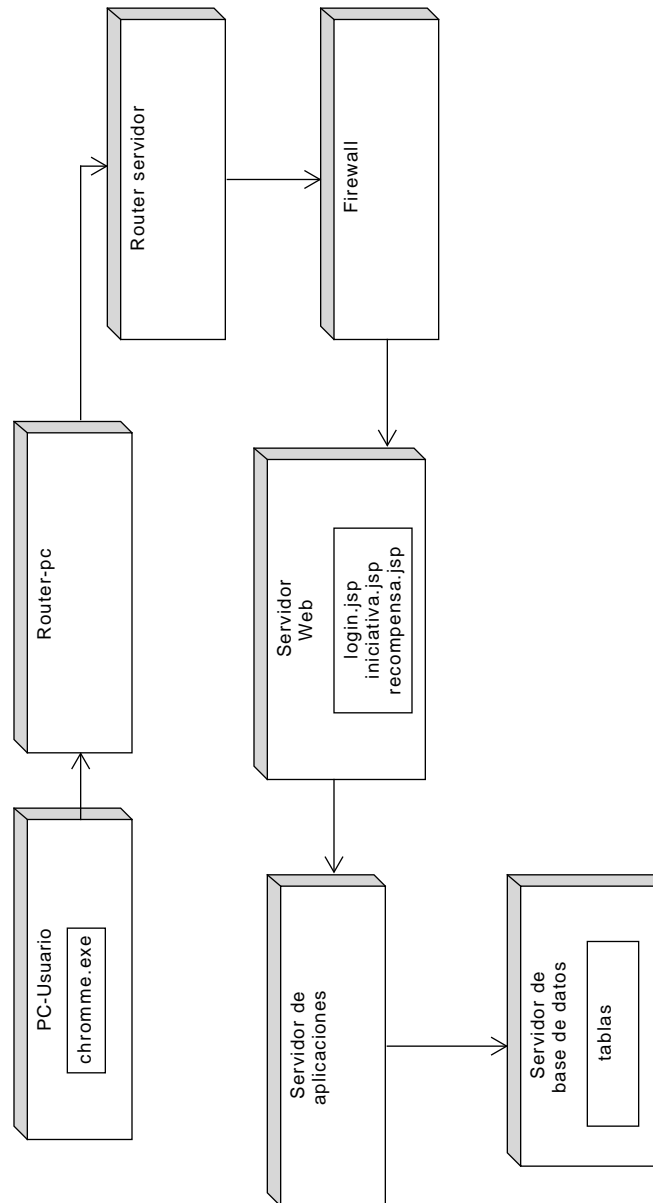 PC-Usuario
chromme.exe
Router-pc
Router servidor
Firewall
Servidor
Web
login.jsp
iniciativa.jsp
recompensa.jsp
Servidor de
aplicaciones
Servidor de
base de datos
tablas